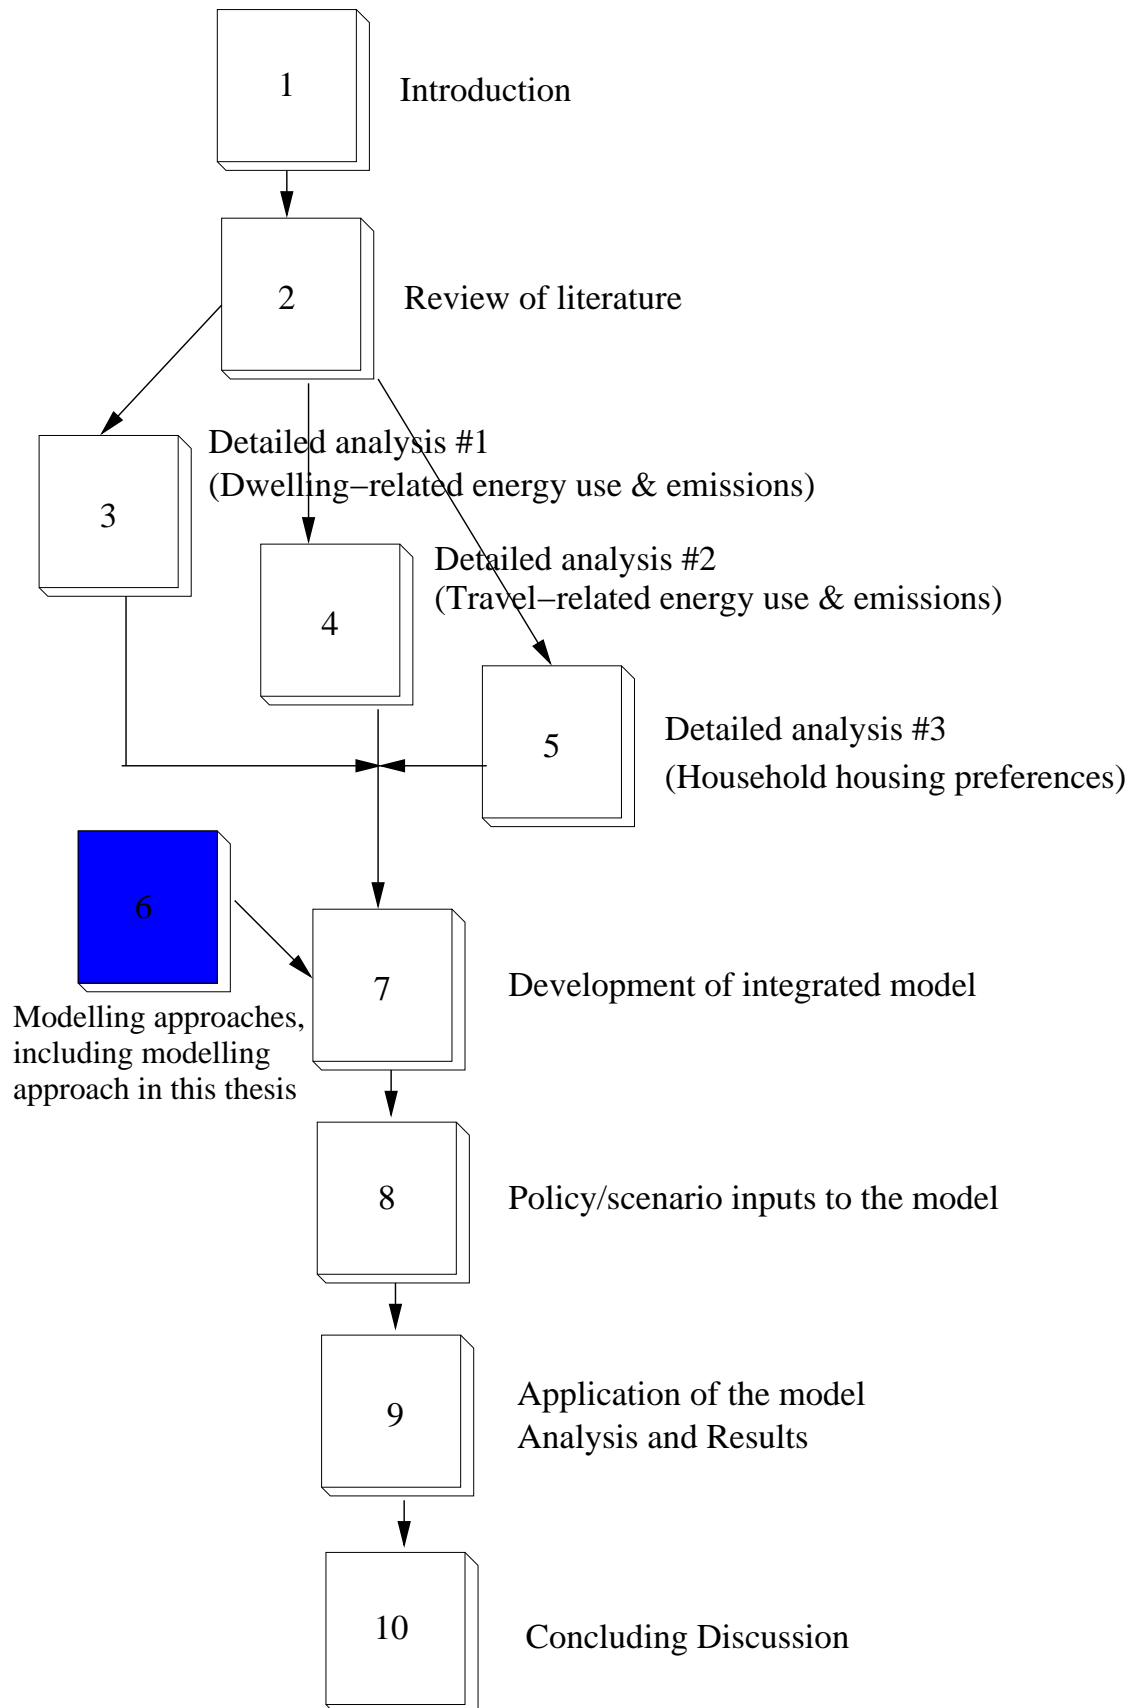 1
Introduction
2
Review of literature
Detailed analysis #1
(Dwelling−related energy use & emissions)
3
Detailed analysis #2
(Travel−related energy use & emissions)
4
Detailed analysis #3
(Household housing preferences)
5
6
Modelling approaches,
including modelling
approach in this thesis
7
Development of integrated model
8
Policy/scenario inputs to the model
9
Application of the model
Analysis and Results
10
Concluding Discussion